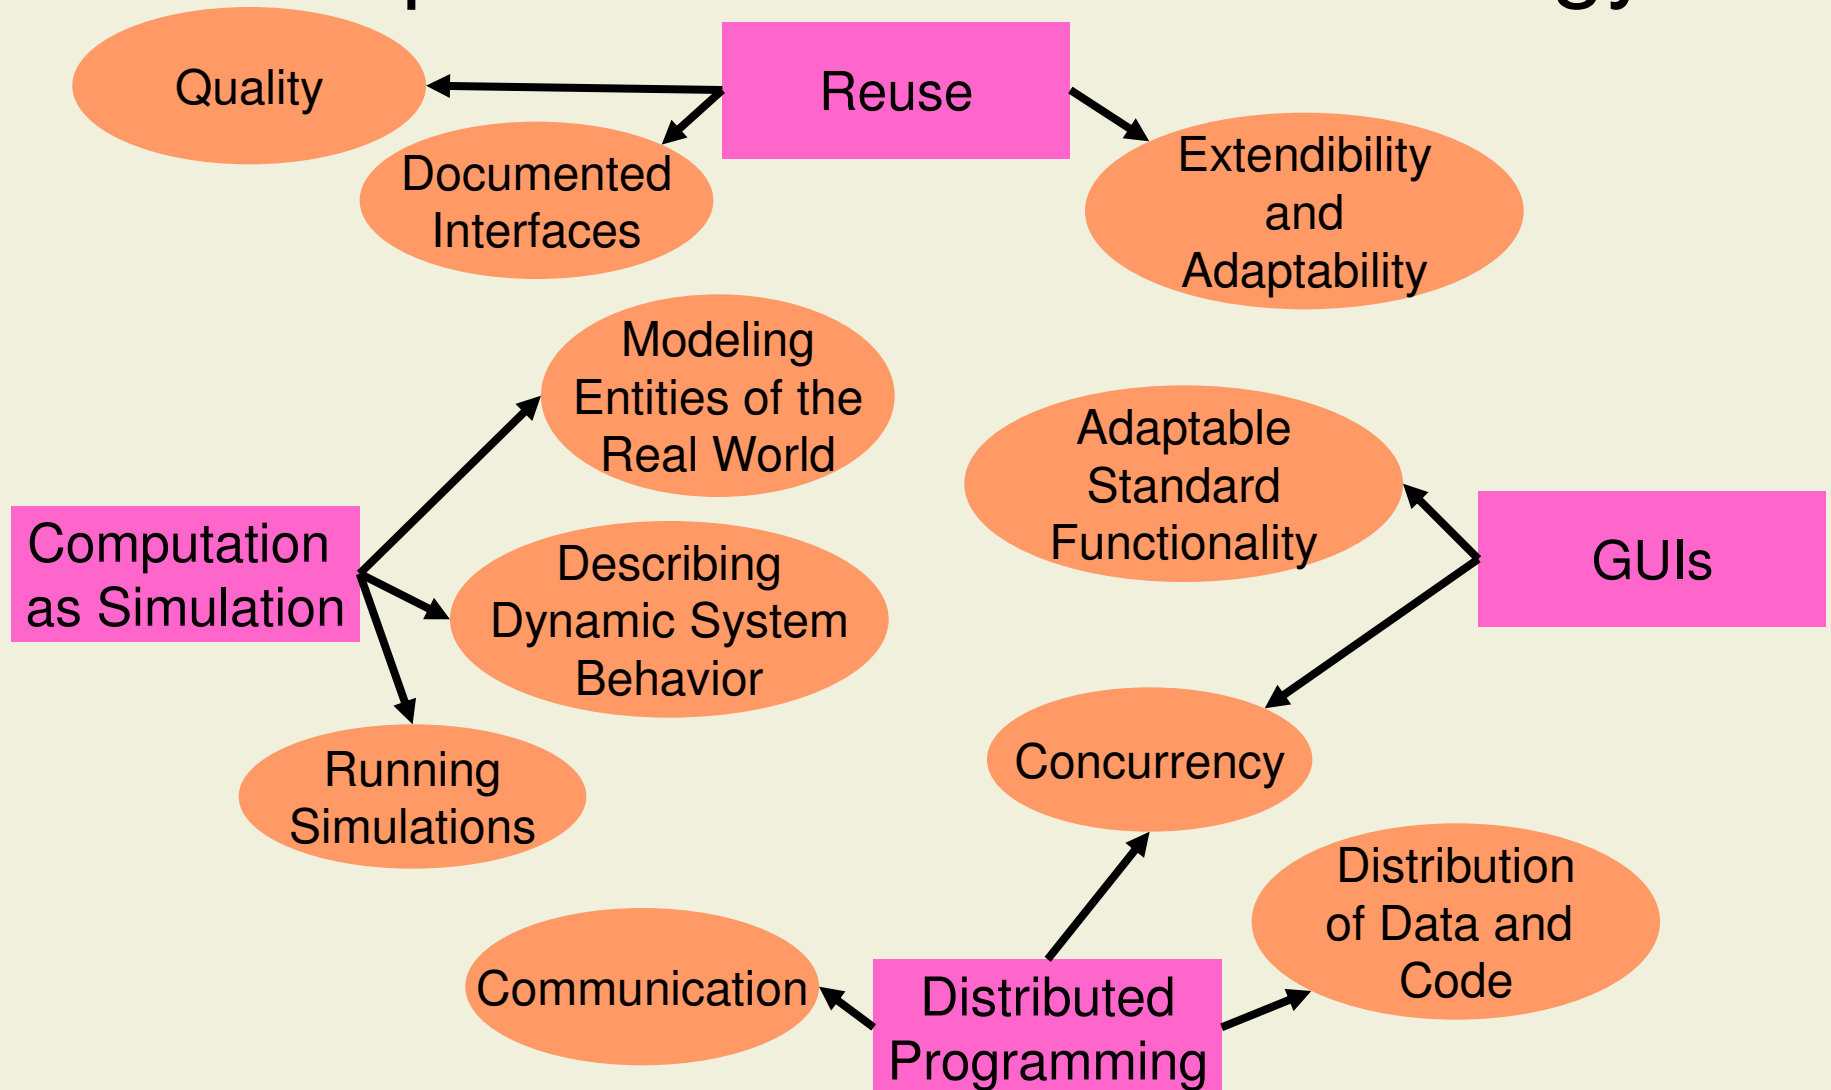 Quality
Reuse
Documented
Interfaces
Extendibility
and
Adaptability
Modeling
Entities of the
Real World
Adaptable
Standard
Functionality
Computation
as Simulation
Describing
Dynamic System
Behavior
GUIs
Running
Simulations
Concurrency
Distribution
of Data and
Code
Communication
Distributed
Programming